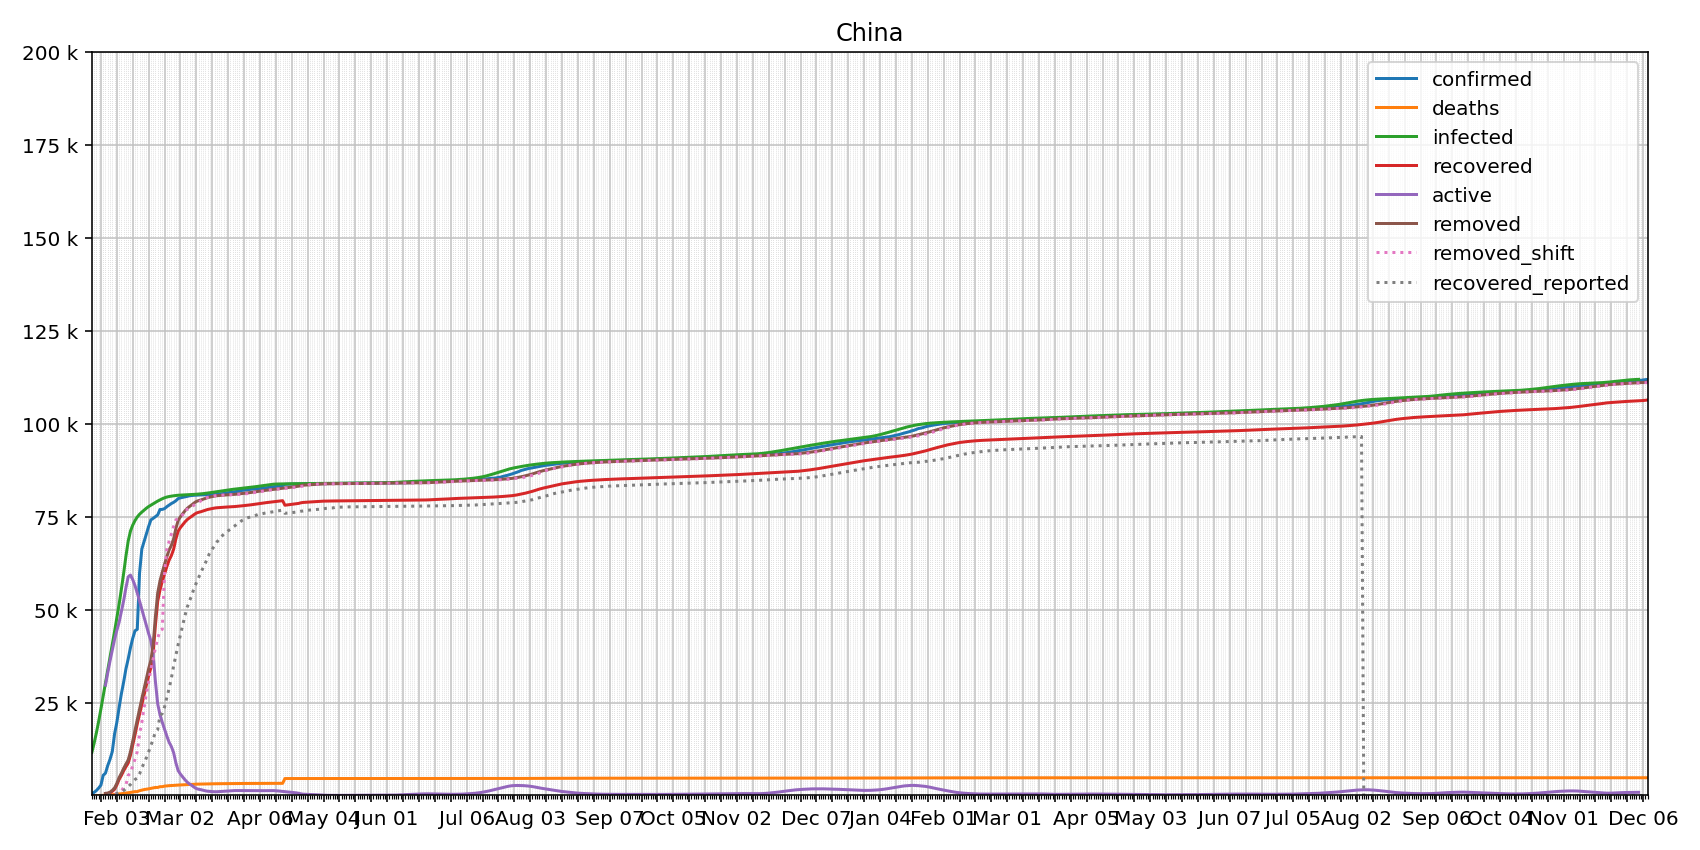 China
200 k
175 k
150 k
125 k
100 k
75 k
50 k
25 k
confirmed
deaths
infected
recovered
active
removed
removed_shift
recovered_reported
Feb 03 Mar 02 Apr 06 May 04 Jun 01 Jul 06 Aug 03 Sep 07 Oct 05 Nov 02 Dec 07 Jan 04 Feb 01 Mar 01 Apr 05 May 03 Jun 07 Jul 05 Aug 02 Sep 06 Oct 04 Nov 01 Dec 06